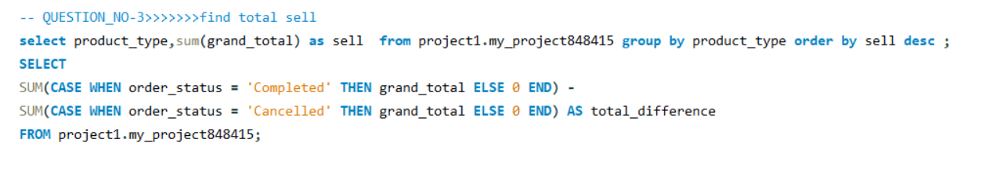 -- QUESTION_NO-3>>>>>>>find total sell
select product_type,sum(grand_total) as sell  from project1.my_project848415 group by product_type order by sell desc ;
SELECT
SUM(CASE WHEN order_status = 'Completed' THEN grand_total ELSE 0 END) -
SUM(CASE WHEN order_status = 'Cancelled' THEN grand_total ELSE 0 END) AS total_difference
FROM project1.my_project848415;